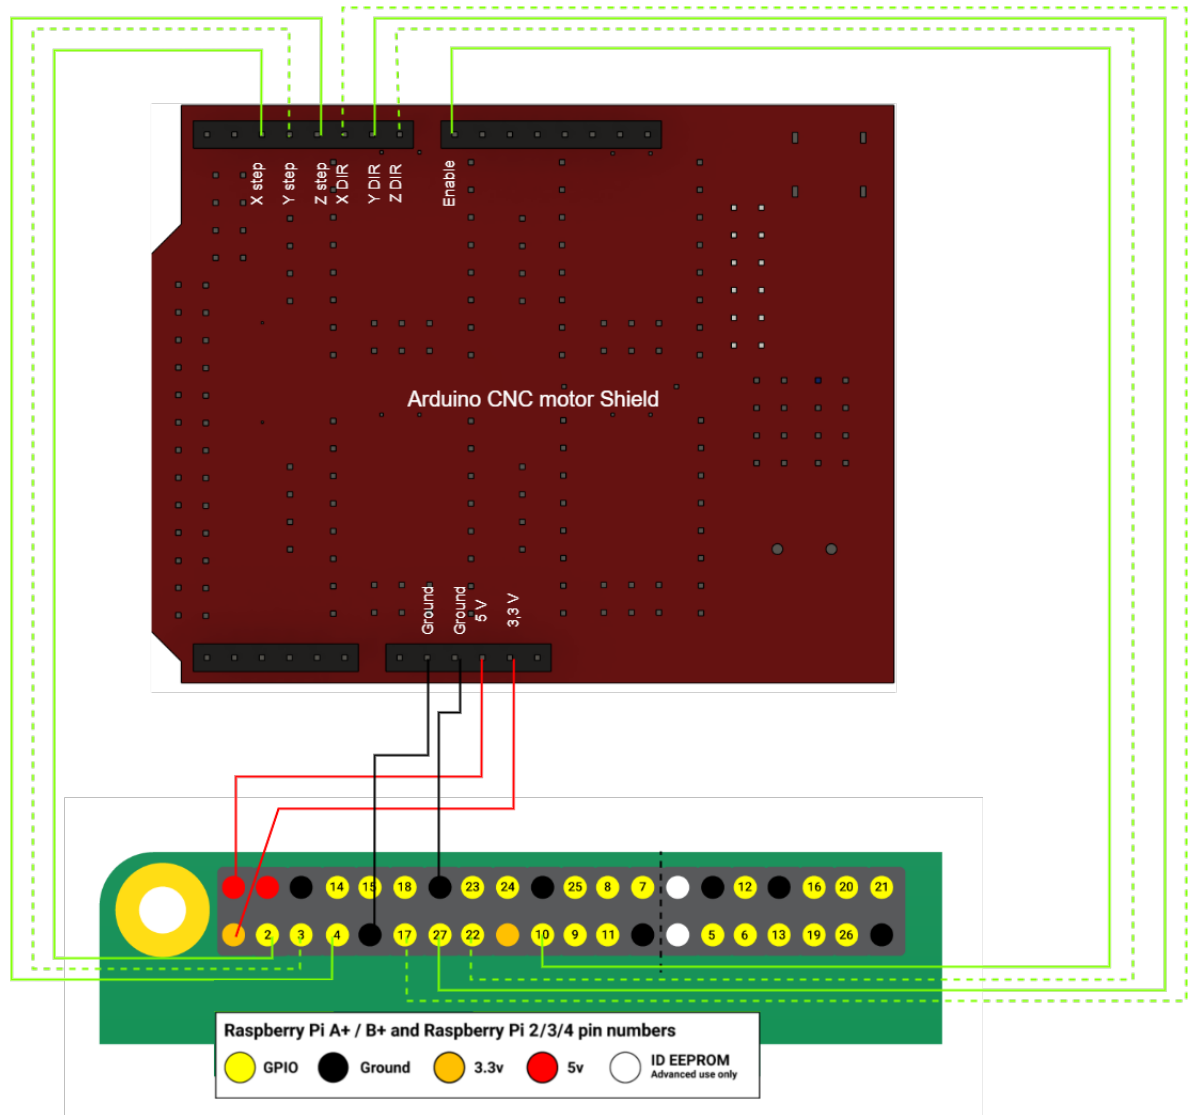 X step
Y step
Z step
X DIR
Y DIR
Z DIR
Enable
Arduino CNC motor Shield
Ground
Ground
5 V
3,3 V
14 15 18 23 24 25 8 7 12 16 20 21
2 3 4 17 27 22 10 9 11 5 6 13 19 26
Raspberry Pi A+ / B+ and Raspberry Pi 2/3/4 pin numbers
GPIO Ground 3.3v 5v ID EEPROM
Advanced use only